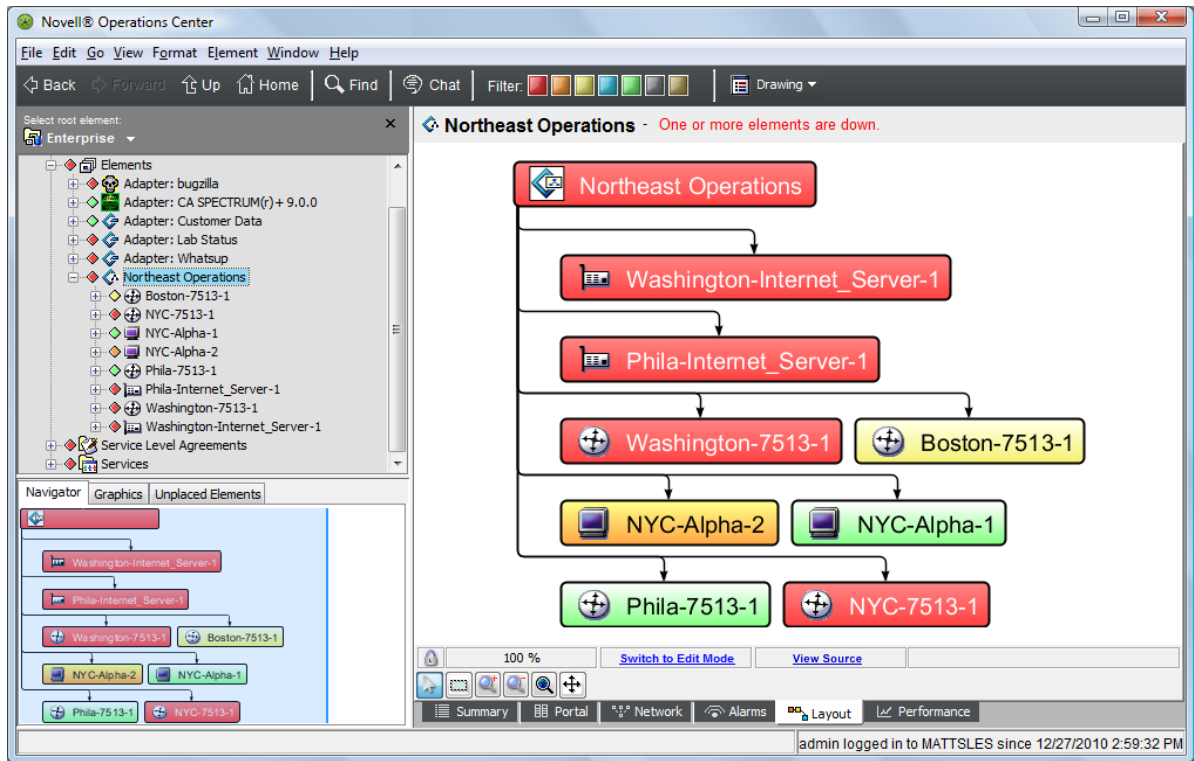 Novell® Operations Center
File Edit Go View Format Element Window Help
Back Forward Up Home Find Chat Filter: Drawing
Select root element:
Enterprise
Elements
Adapter: bugzilla
Adapter: CA SPECTRUM(r)+ 9.0.0
Adapter: Customer Data
Adapter: Lab Status
Adapter: Whatsup
Northeast Operations
Boston-7513-1
NYC-7513-1
NYC-Alpha-1
NYC-Alpha-2
Phila-7513-1
Phila-Internet_Server-1
Washington-7513-1
Washington-Internet_Server-1
Service Level Agreements
Services
Navigator Graphics Unplaced Elements
Washington-Internet_Server-1
Phila-Internet_Server-1
Washington-7513-1 Boston-7513-1
NYC-Alpha-2 NYC-Alpha-1
Phila-7513-1 NYC-7513-1
Northeast Operations - One or more elements are down.
Northeast Operations
Washington-Internet_Server-1
Phila-Internet_Server-1
Washington-7513-1 Boston-7513-1
NYC-Alpha-2 NYC-Alpha-1
Phila-7513-1 NYC-7513-1
100 % Switch to Edit Mode View Source
Summary Portal Network Alarms Layout Performance
admin logged in to MATTSLES since 12/27/2010 2:59:32 PM